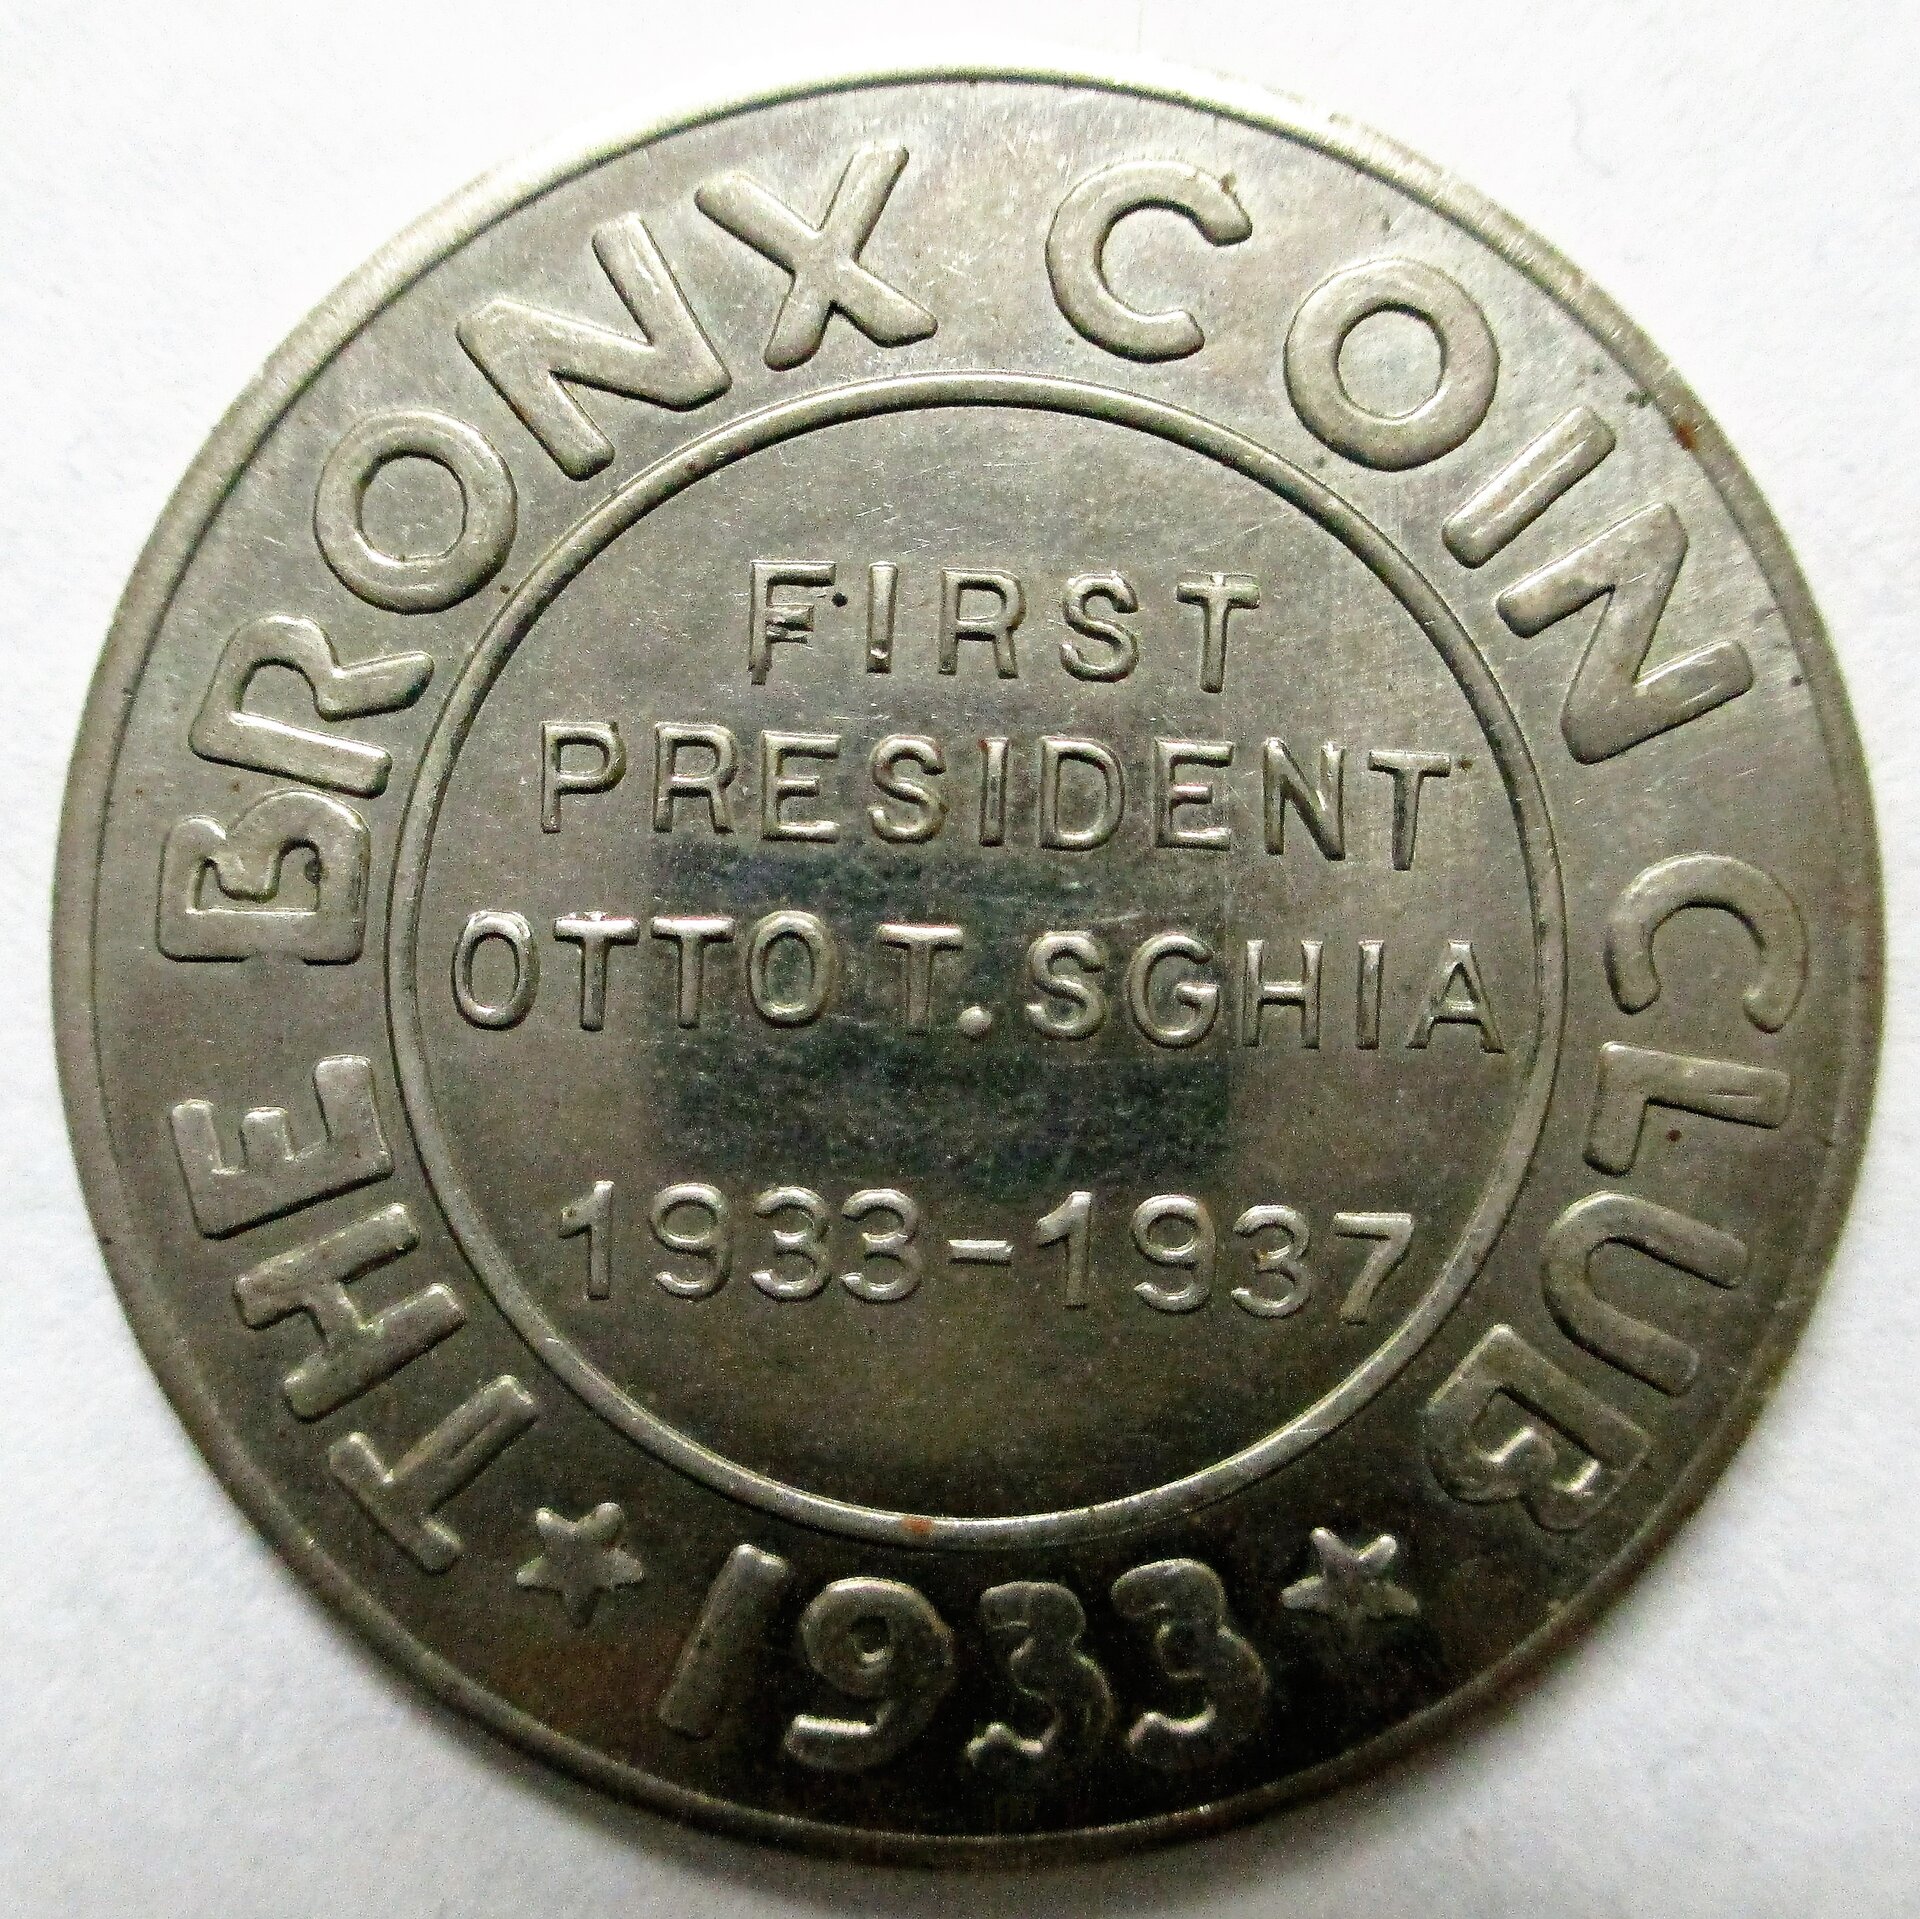 THE BRONX COIN CLUB
FIRST
PRESIDENT
OTTO T. SGHIA
1933-1937
★ 1933 ★